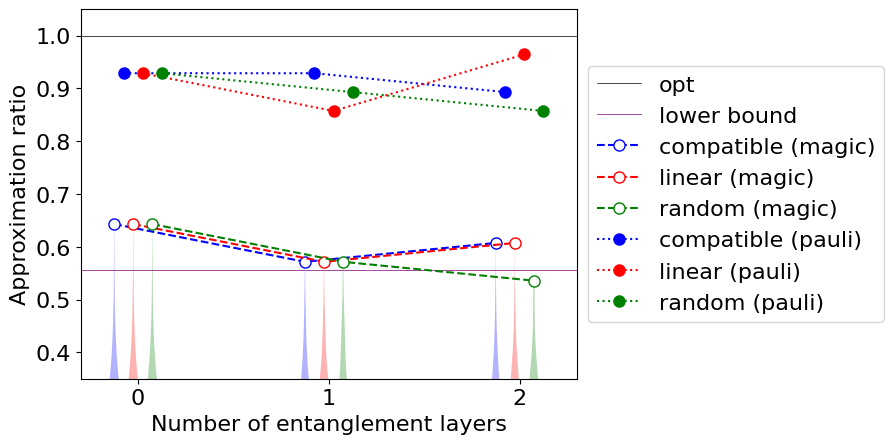 1.0
0.9
0.8
0.7
0.6
0.5
0.4
Approximation ratio
0 1 2
Number of entanglement layers
opt
lower bound
compatible (magic)
linear (magic)
random (magic)
compatible (pauli)
linear (pauli)
random (pauli)